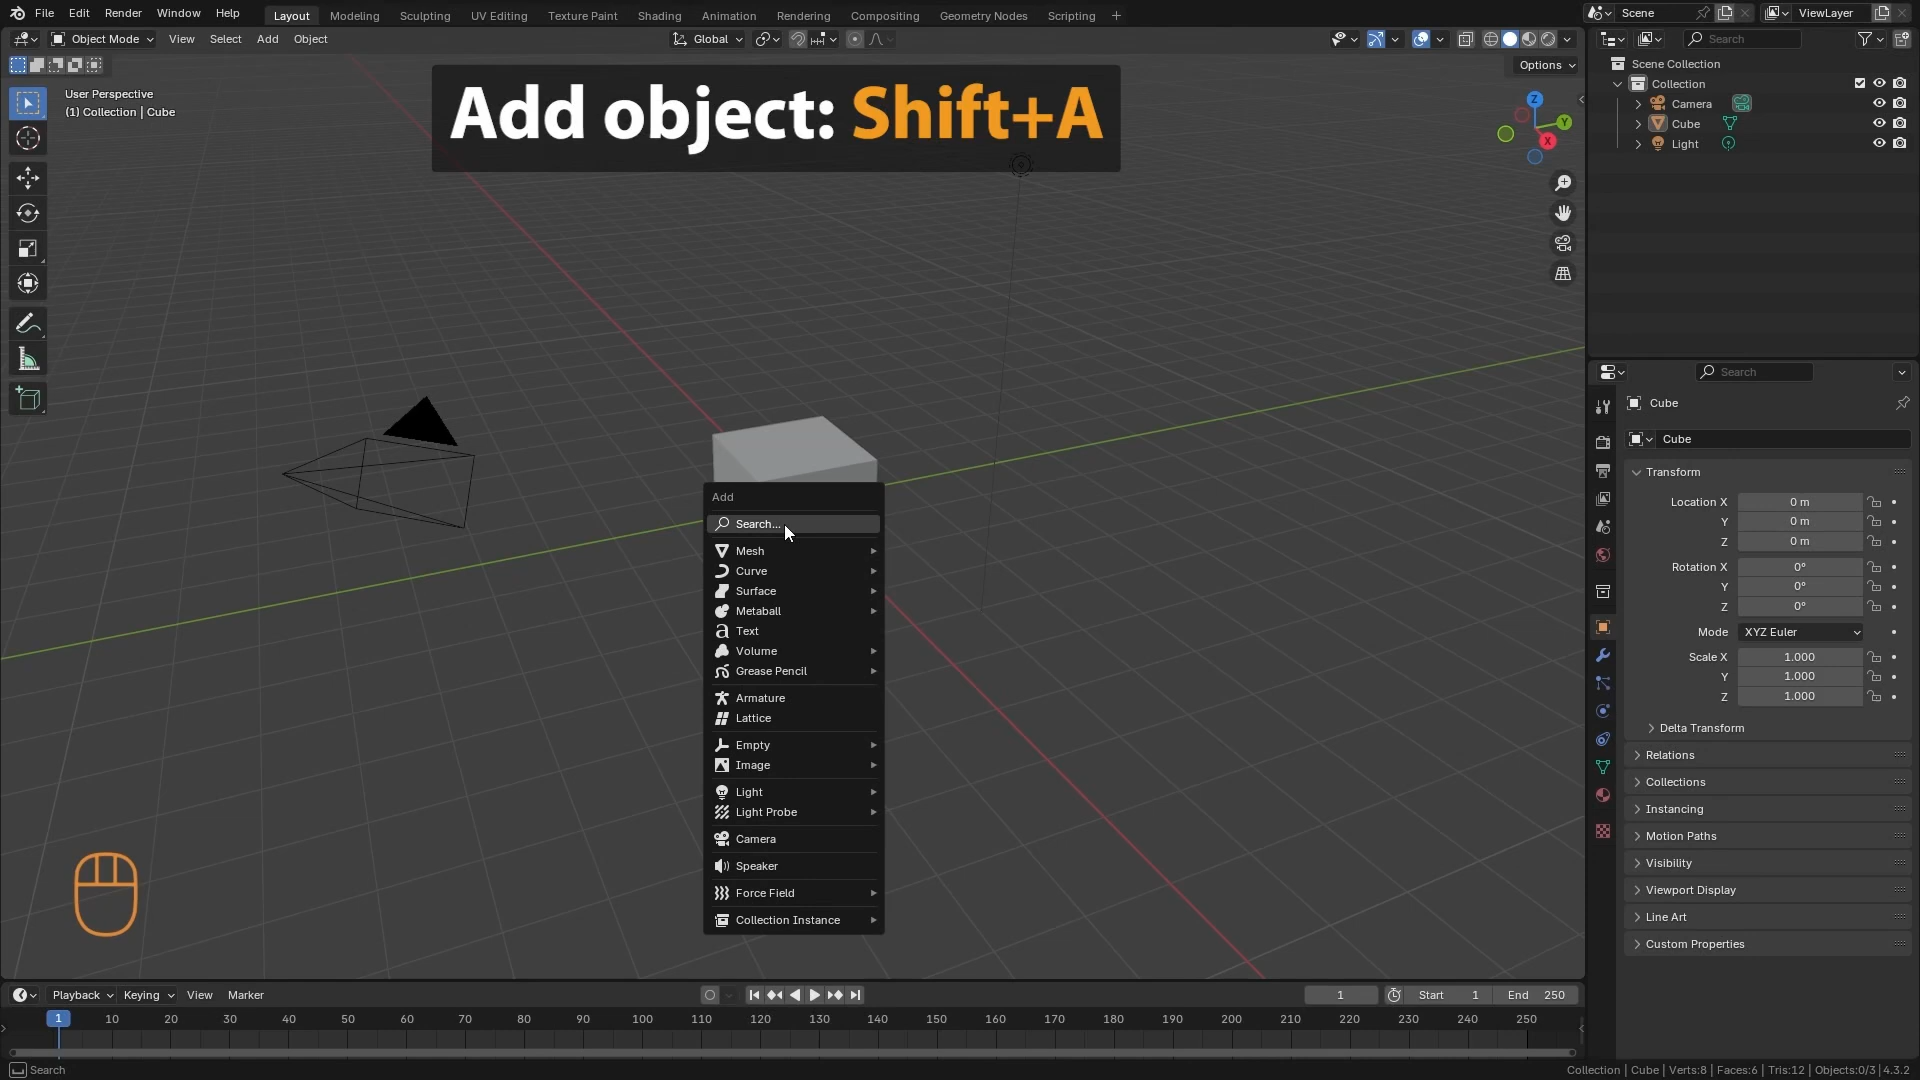 File Edit Render Window Help Layout Modeling Sculpting UV Editing Texture Paint Shading Animation Rendering Compositing Geometry Nodes Scripting + Scene ViewLayer
Object Mode View Select Add Object Global Search
Options
User Perspective
(1) Collection | Cube
Add object: Shift+A
Z
Y
X
Scene Collection
Collection
Camera
Cube
Light
Add
Search...
Mesh
Curve
Surface
Metaball
Text
Volume
Grease Pencil
Armature
Lattice
Empty
Image
Light
Light Probe
Camera
Speaker
Force Field
Collection Instance
Search
Cube
Cube
Transform
Location X 0 m
Y 0 m
Z 0 m
Rotation X 0°
Y 0°
Z 0°
Mode XYZ Euler
Scale X 1.000
Y 1.000
Z 1.000
Delta Transform
Relations
Collections
Instancing
Motion Paths
Visibility
Viewport Display
Line Art
Custom Properties
Playback Keying View Marker 1 Start 1 End 250
1 10 20 30 40 50 60 70 80 90 100 110 120 130 140 150 160 170 180 190 200 210 220 230 240 250
Search Collection | Cube | Verts:8 | Faces:6 | Tris:12 | Objects:0/3 | 4.3.2